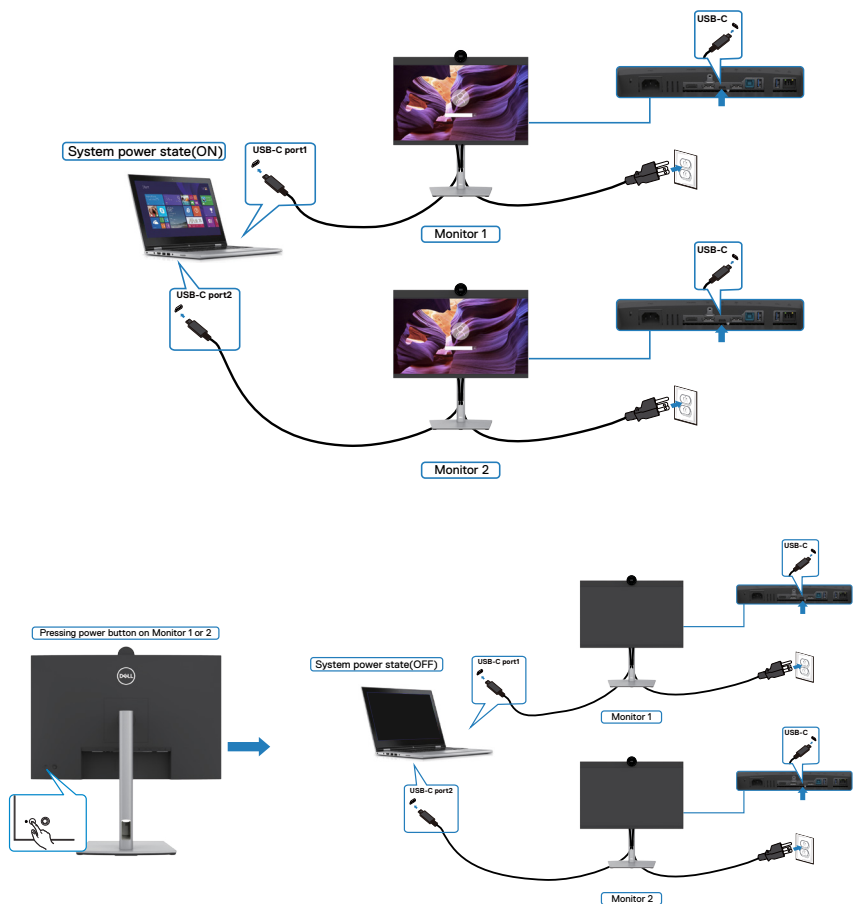 USB-C
System power state(ON)
USB-C port1
Monitor 1
USB-C
USB-C port2
Monitor 2
USB-C
Pressing power button on Monitor 1 or 2
DELL
System power state(OFF)
USB-C port1
Monitor 1
USB-C
USB-C port2
Monitor 2